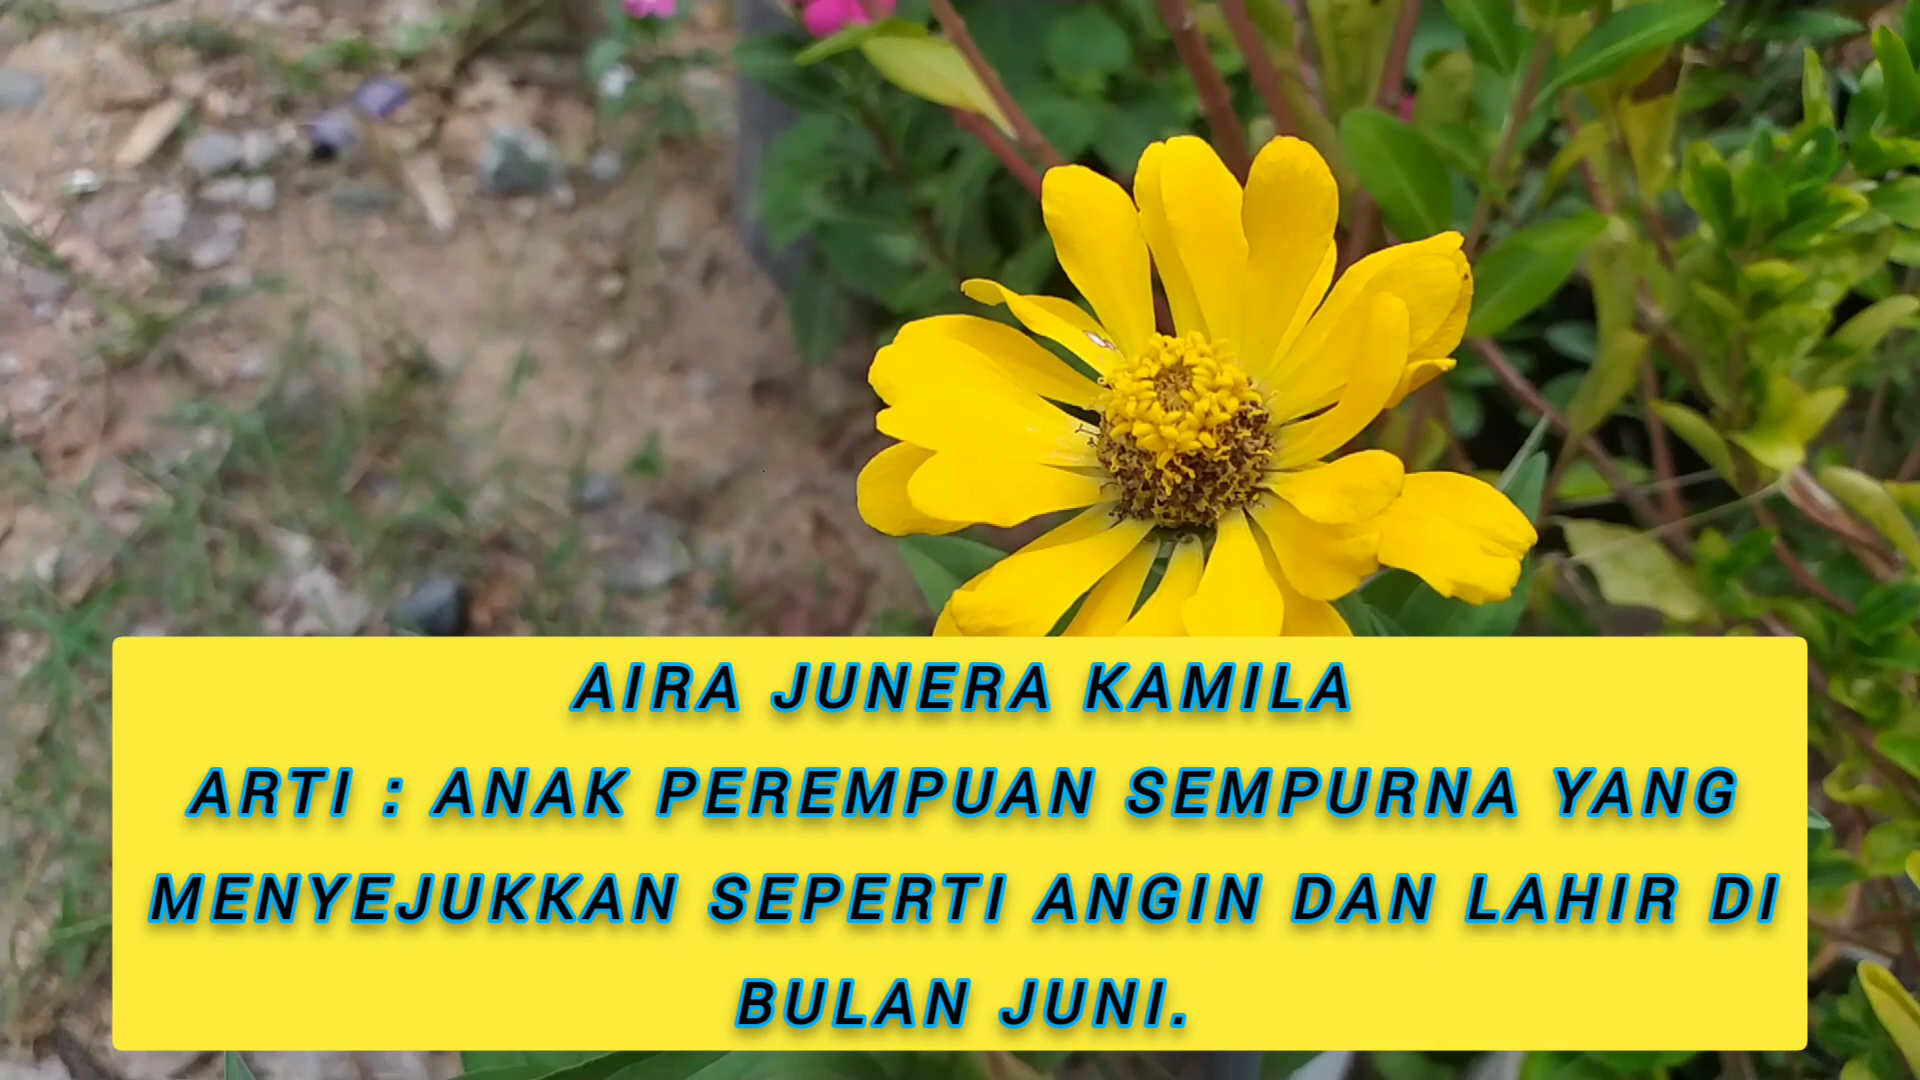 AIRA JUNERA KAMILA
ARTI : ANAK PEREMPUAN SEMPURNA YANG
MENYEJUKKAN SEPERTI ANGIN DAN LAHIR DI
BULAN JUNI.